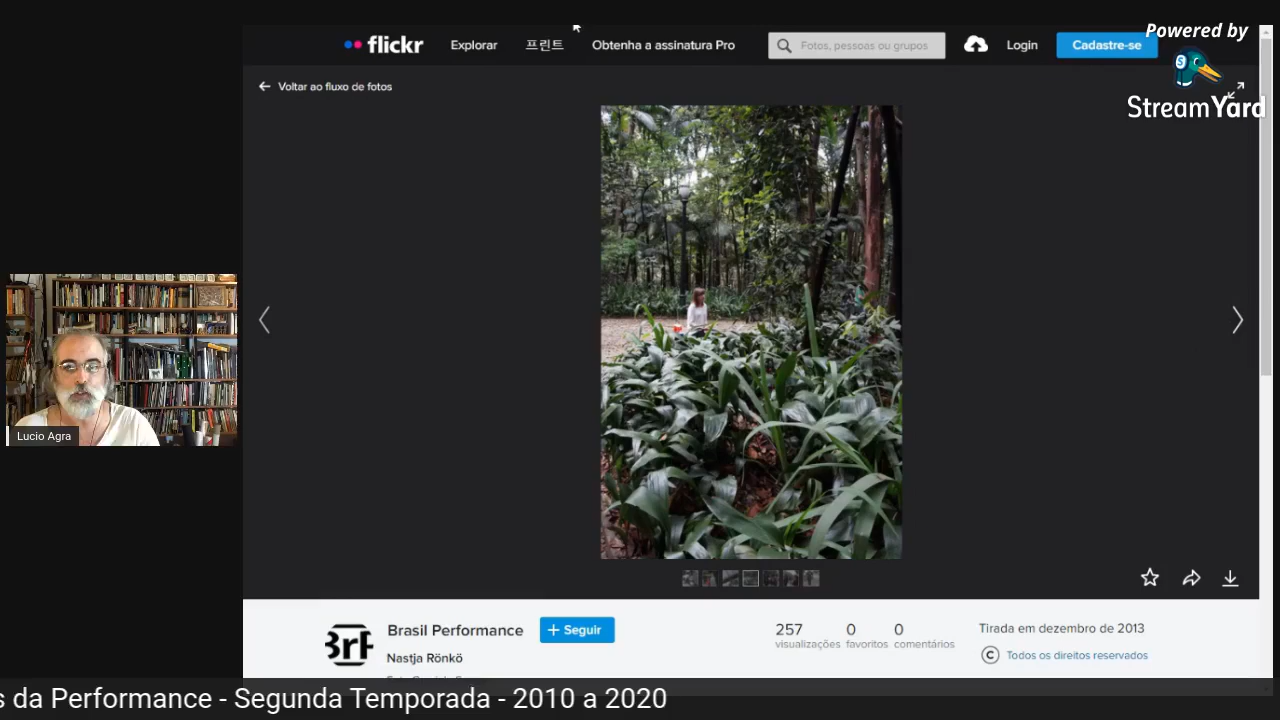 Powered by
StreamYard
flickr
Explorar
프린트
Obtenha a assinatura Pro
Fotos, pessoas ou grupos
Login
Cadastre-se
Voltar ao fluxo de fotos
Lucio Agra
BrF
Brasil Performance
+ Seguir
Nastja Rönkö
257
visualizações
0
favoritos
0
comentários
Tirada em dezembro de 2013
Todos os direitos reservados
s da Performance - Segunda Temporada - 2010 a 2020